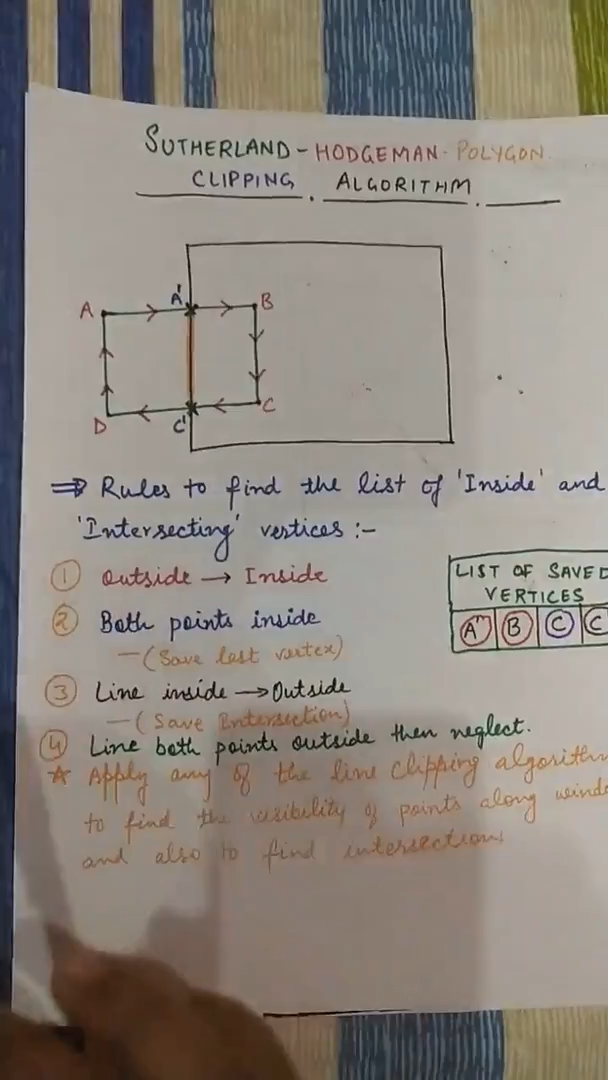 SUTHERLAND-HODGEMAN-POLYGON
CLIPPING ALGORITHM.
A A' B
D C' C
⇒ Rules to find the list of 'Inside' and
'Intersecting' vertices :-
① Outside → Inside
② Both points inside
—(Save last vertex)
③ Line inside → Outside
—(Save Intersection)
④ Line both points outside then neglect.
LIST OF SAVED
VERTICES
A' B C C
* Apply any of the line clipping algorithm
to find the visibility of points along windo
and also to find intersections